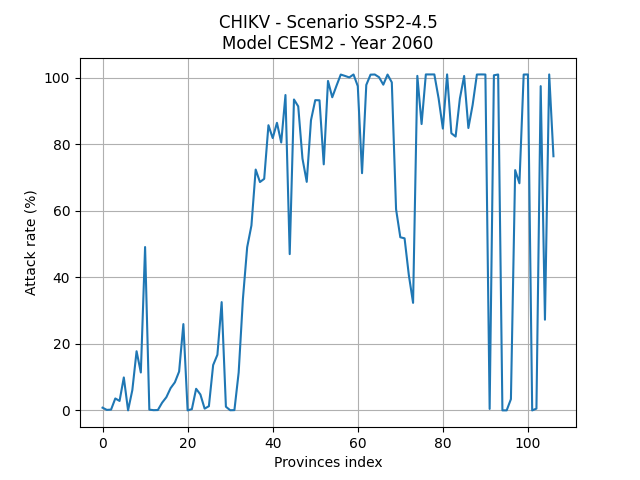 CHIKV - Scenario SSP2-4.5
Model CESM2 - Year 2060
Attack rate (%)
100
80
60
40
20
0
0 20 40 60 80 100
Provinces index